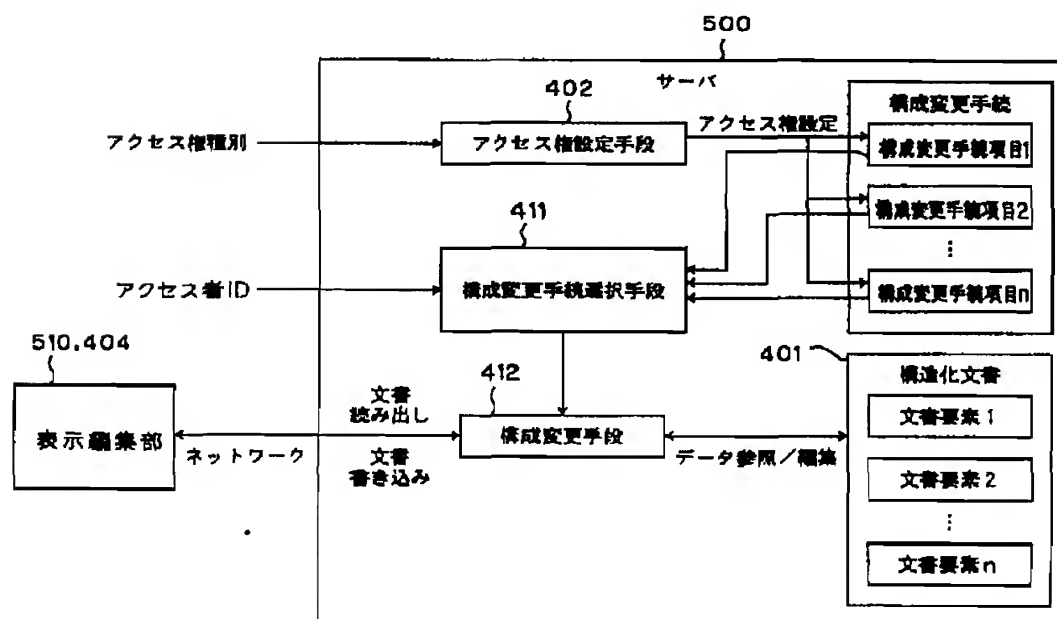 500
サーバ
402
構成変更手続
アクセス権種別
アクセス権設定手段
アクセス権設定
構成変更手続項目1
構成変更手続項目2
411
アクセス者ID
構成変更手続選択手段
構成変更手続項目n
510.404
401
構造化文書
412
文書
読み出し
文書要素1
表示編集部
ネットワーク
構成変更手段
データ参照/編集
文書
書き込み
文書要素2
文書要素n